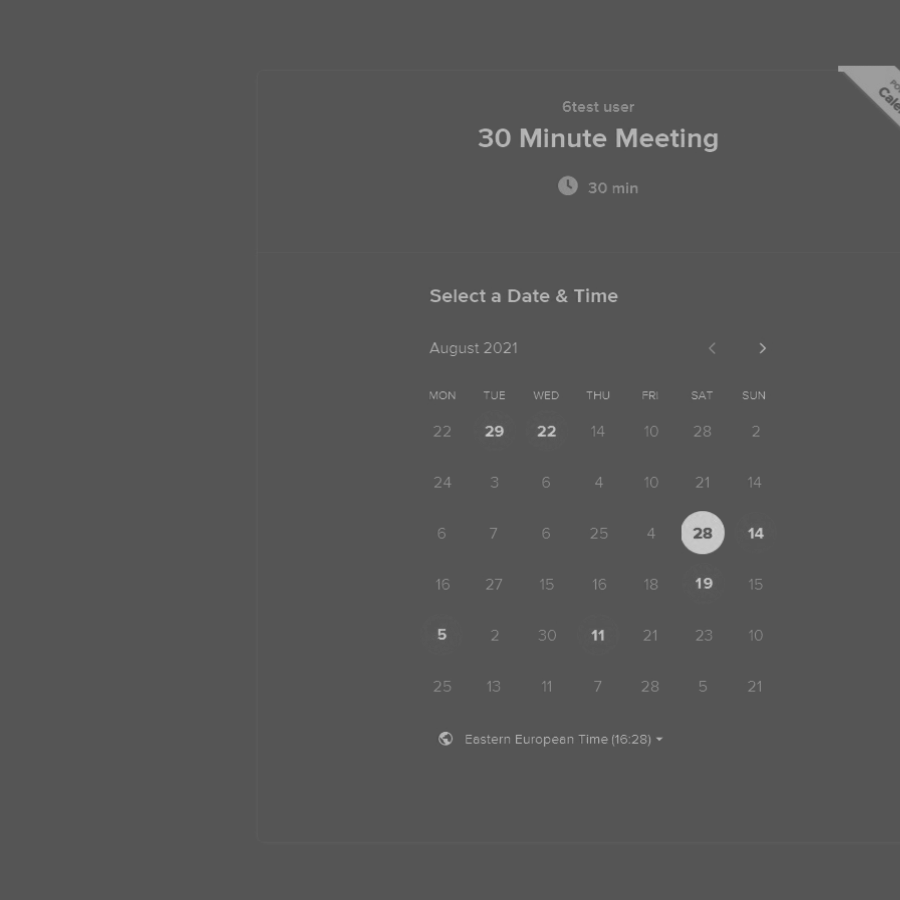 6test user
30 Minute Meeting
30 min
Select a Date & Time
August 2021
MON TUE WED THU FRI SAT SUN
22 29 22 14 10 28 2
24 3 6 4 10 21 14
6 7 6 25 4 28 14
16 27 15 16 18 19 15
5 2 30 11 21 23 10
25 13 11 7 28 5 21
Eastern European Time (16:28)